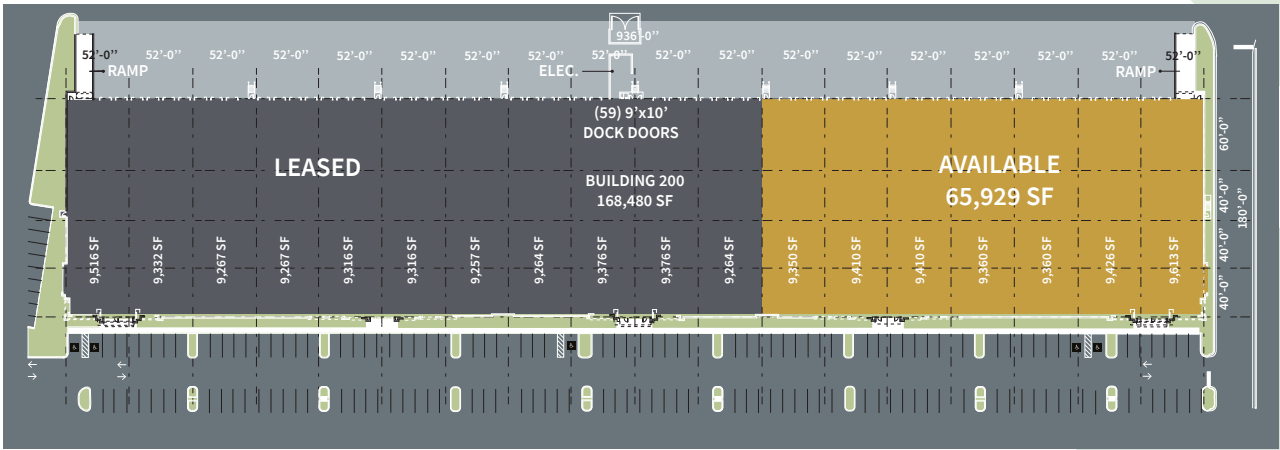 936'-0"
52'-0" 52'-0" 52'-0" 52'-0" 52'-0" 52'-0" 52'-0" 52'-0" 52'-0" 52'-0" 52'-0" 52'-0" 52'-0" 52'-0" 52'-0" 52'-0" 52'-0" 52'-0"
RAMP
ELEC.
RAMP
(59) 9'x10'
DOCK DOORS
LEASED
BUILDING 200
168,480 SF
AVAILABLE
65,929 SF
60'-0"
40'-0"
180'-0"
40'-0"
40'-0"
9,516 SF
9,332 SF
9,267 SF
9,267 SF
9,316 SF
9,316 SF
9,257 SF
9,264 SF
9,376 SF
9,376 SF
9,264 SF
9,350 SF
9,410 SF
9,410 SF
9,360 SF
9,360 SF
9,426 SF
9,613 SF